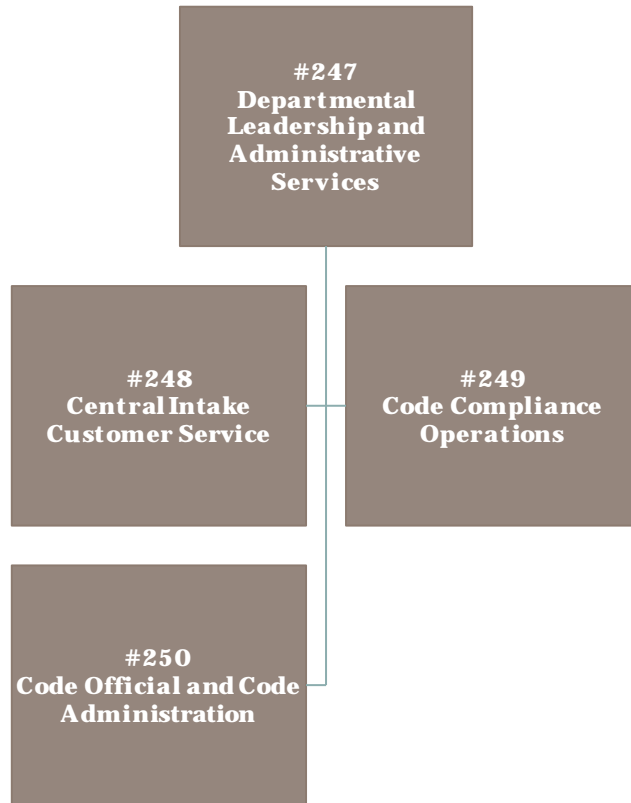 #247
Departmental
Leadership and
Administrative
Services
#248
Central Intake
Customer Service
#249
Code Compliance
Operations
#250
Code Official and Code
Administration